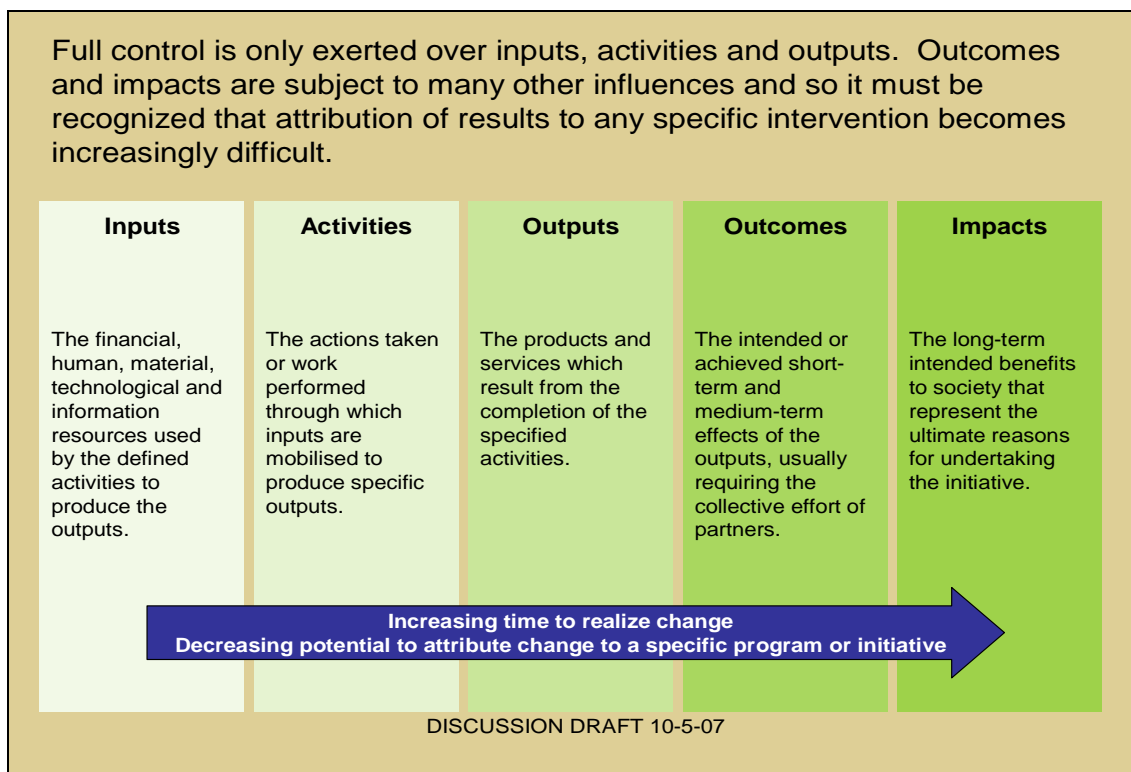 Full control is only exerted over inputs, activities and outputs.  Outcomes
and impacts are subject to many other influences and so it must be
recognized that attribution of results to any specific intervention becomes
increasingly difficult.
Inputs
The financial,
human, material,
technological and
information
resources used
by the defined
activities to
produce the
outputs.
Activities
The actions taken
or work
performed
through which
inputs are
mobilised to
produce specific
outputs.
Outputs
The products and
services which
result from the
completion of the
specified
activities.
Outcomes
The intended or
achieved short-
term and
medium-term
effects of the
outputs, usually
requiring the
collective effort of
partners.
Impacts
The long-term
intended benefits
to society that
represent the
ultimate reasons
for undertaking
the initiative.
Increasing time to realize change
Decreasing potential to attribute change to a specific program or initiative
DISCUSSION DRAFT 10-5-07